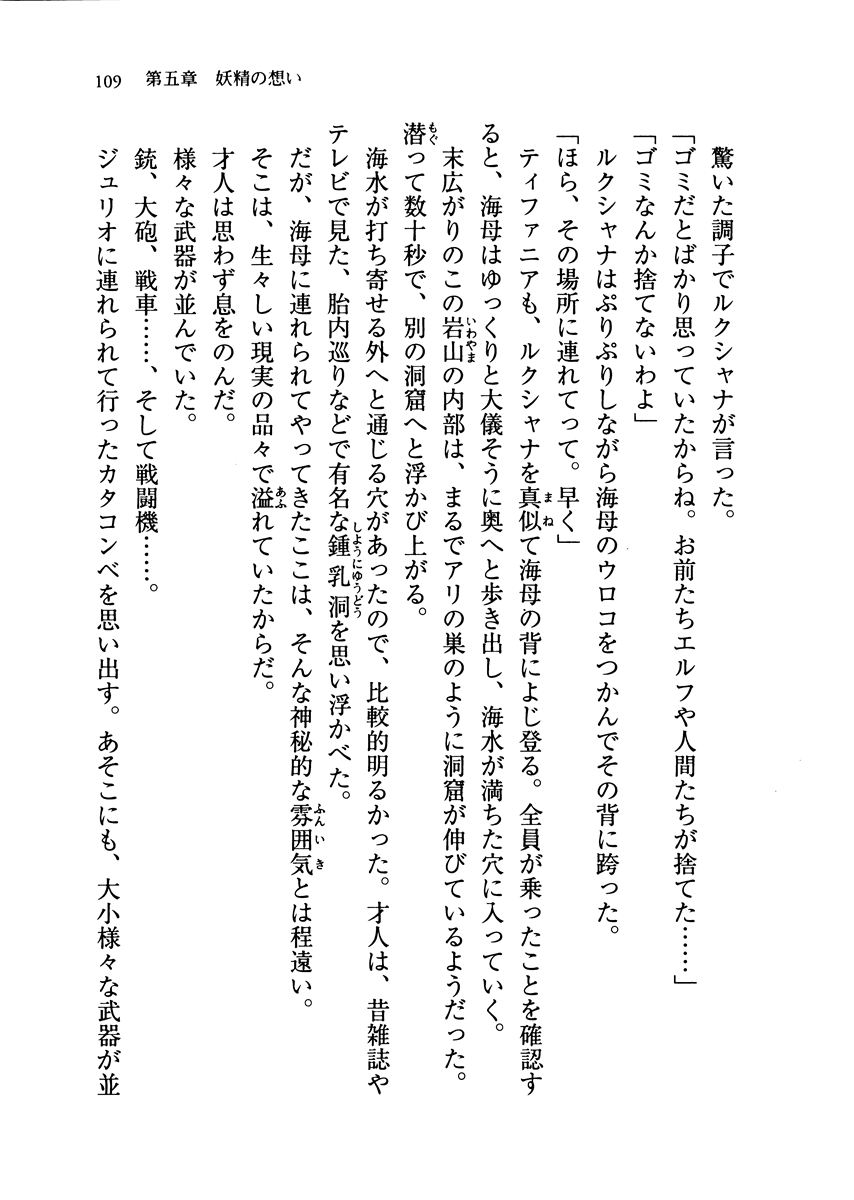 109　第五章　妖精の想い
　驚いた調子でルクシャナが言った。
「ゴミだとばかり思っていたからね。お前たちエルフや人間たちが捨てた……」
「ゴミなんか捨てないわよ」
　ルクシャナはぷりぷりしながら海母のウロコをつかんでその背に跨った。
「ほら、その場所に連れてって。早く」
　ティファニアも、ルクシャナを真似て海母の背によじ登る。全員が乗ったことを確認す
ると、海母はゆっくりと大儀そうに奥へと歩き出し、海水が満ちた穴に入っていく。
　末広がりのこの岩山の内部は、まるでアリの巣のように洞窟が伸びているようだった。
潜って数十秒で、別の洞窟へと浮かび上がる。
　海水が打ち寄せる外へと通じる穴があったので、比較的明るかった。才人は、昔雑誌や
テレビで見た、胎内巡りなどで有名な鍾乳洞を思い浮かべた。
　だが、海母に連れられてやってきたここは、そんな神秘的な雰囲気とは程遠い。
　そこは、生々しい現実の品々で溢れていたからだ。
　才人は思わず息をのんだ。
　様々な武器が並んでいた。
　銃、大砲、戦車……、そして戦闘機……。
　ジュリオに連れられて行ったカタコンベを思い出す。あそこにも、大小様々な武器が並